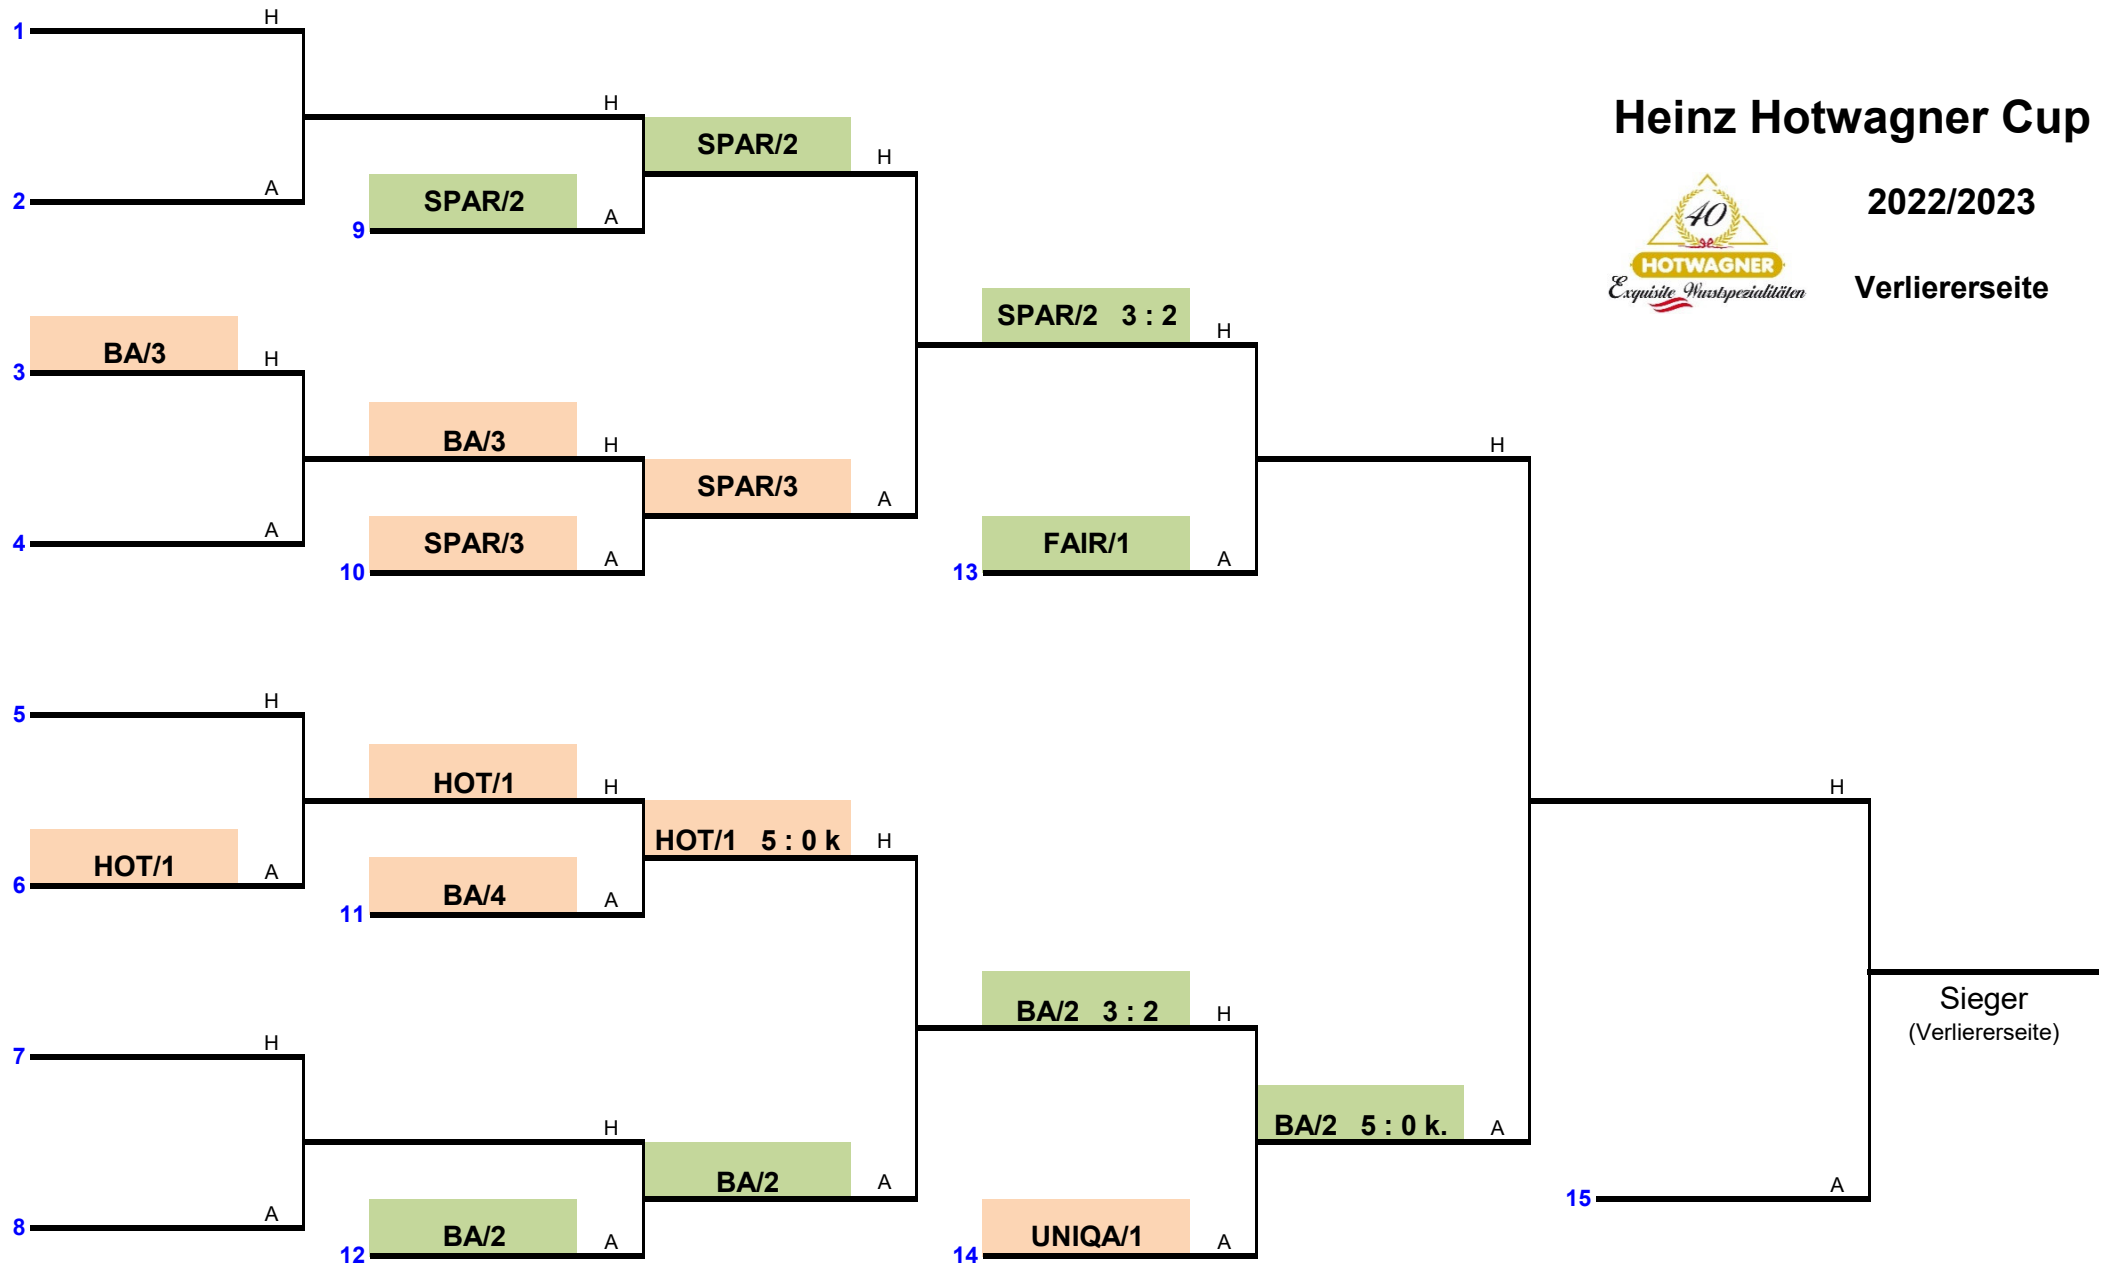 Heinz Hotwagner Cup
2022/2023
Verliererseite
40
HOTWAGNER
Exquisite Wurstspezialitäten
1 H
2 A
H
SPAR/2
9 A
SPAR/2 H
BA/3
3 H
4 A
BA/3 H
SPAR/3
10 A
SPAR/3 A
SPAR/2 3 : 2 H
FAIR/1
13 A
H
5 H
HOT/1
6 A
HOT/1 H
BA/4
11 A
HOT/1 5 : 0 k H
7 H
8 A
H
BA/2
12 A
BA/2 A
BA/2 3 : 2 H
UNIQA/1
14 A
BA/2 5 : 0 k. A
H
15 A
Sieger
(Verliererseite)